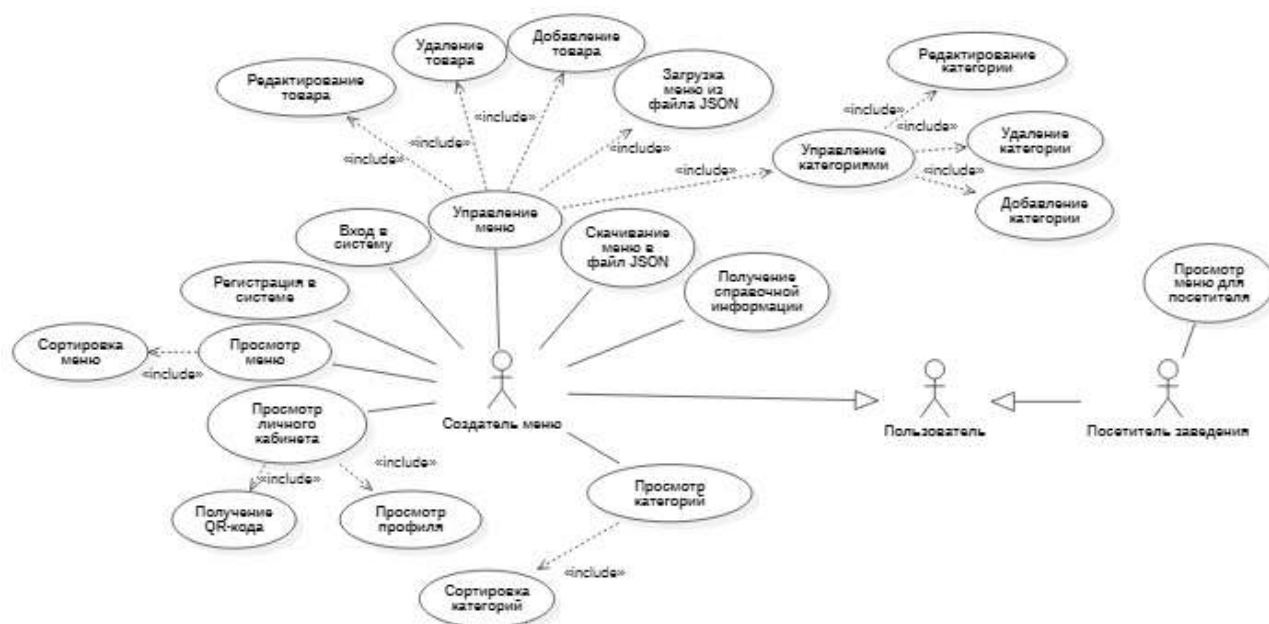 Добавление
товара
Удаление
товара
Редактирование
категории
Редактирование
товара
Загрузка
меню из
файла JSON
«include»
«include»
«include»
«include»
«include»
«include»
Удаление
категории
Управление
категориями
«include»
«include»
«include»
Добавление
категории
Управление
меню
Вход в
систему
Скачивание
меню в
файл JSON
Получение
справочной
информации
Просмотр
меню для
посетителя
Регистрация в
системе
Сортировка
меню
«include»
Просмотр
меню
Просмотр
личного
кабинета
Создатель меню
Пользователь
Посетитель заведения
«include»
«include»
Получение
QR-кода
Просмотр
профиля
Просмотр
категорий
«include»
Сортировка
категорий